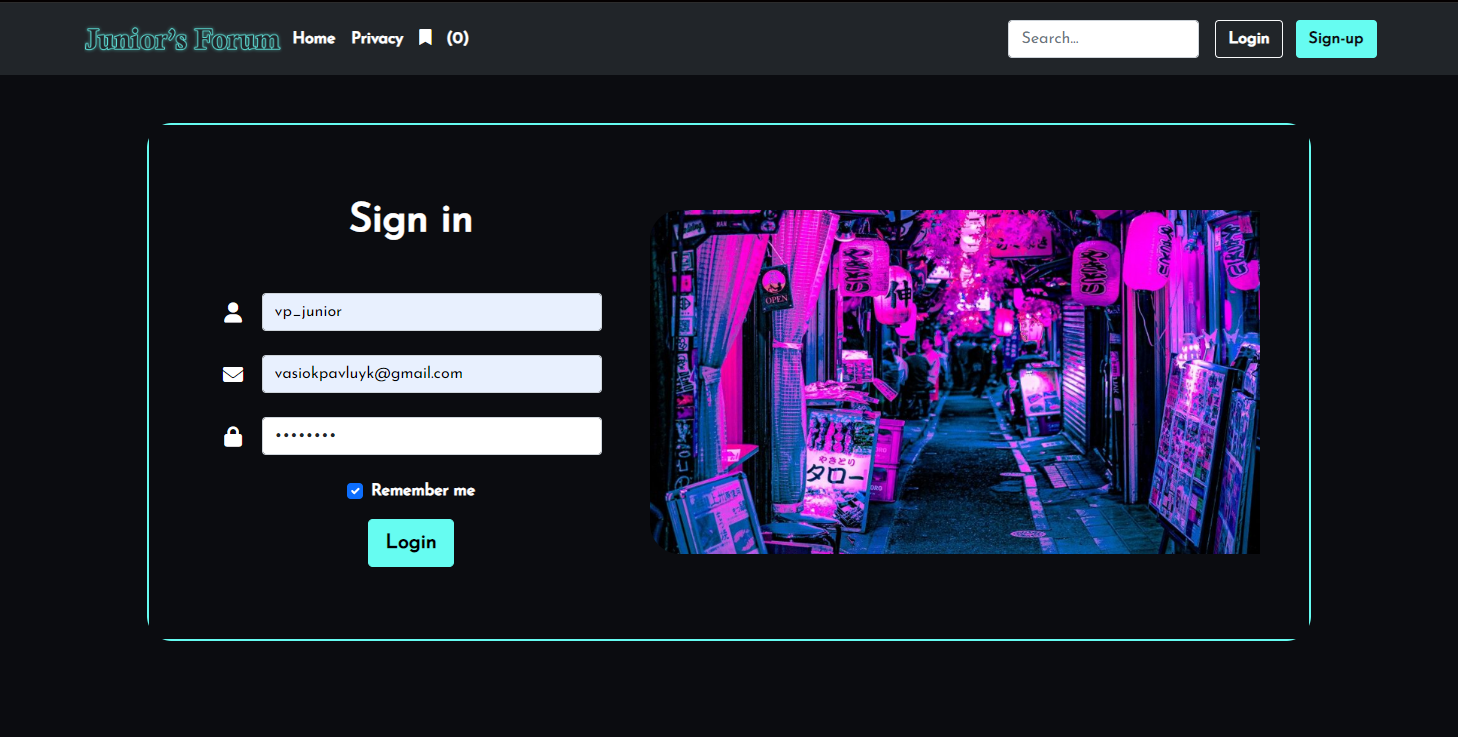 Junior's Forum Home Privacy (0) Search... Login Sign-up
Sign in
vp_junior
vasiokpavluyk@gmail.com
••••••••
Remember me
Login
OPEN
伸
やきとり
タロー